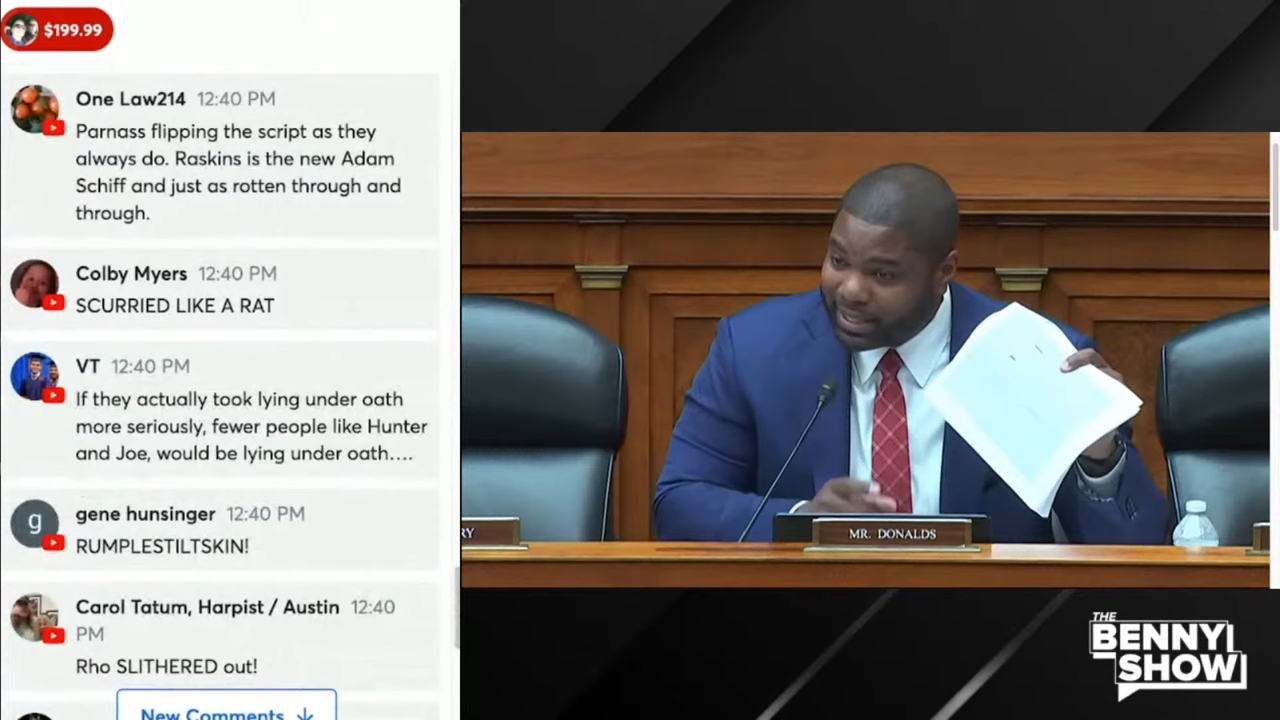 $199.99
One Law214 12:40 PM
Parnass flipping the script as they
always do. Raskins is the new Adam
Schiff and just as rotten through and
through.
Colby Myers 12:40 PM
SCURRIED LIKE A RAT
VT 12:40 PM
If they actually took lying under oath
more seriously, fewer people like Hunter
and Joe, would be lying under oath....
g
gene hunsinger 12:40 PM
RUMPLESTILTSKIN!
Carol Tatum, Harpist / Austin 12:40
PM
Rho SLITHERED out!
New Comments
RY
MR. DONALDS
THE
BENNY
SHOW